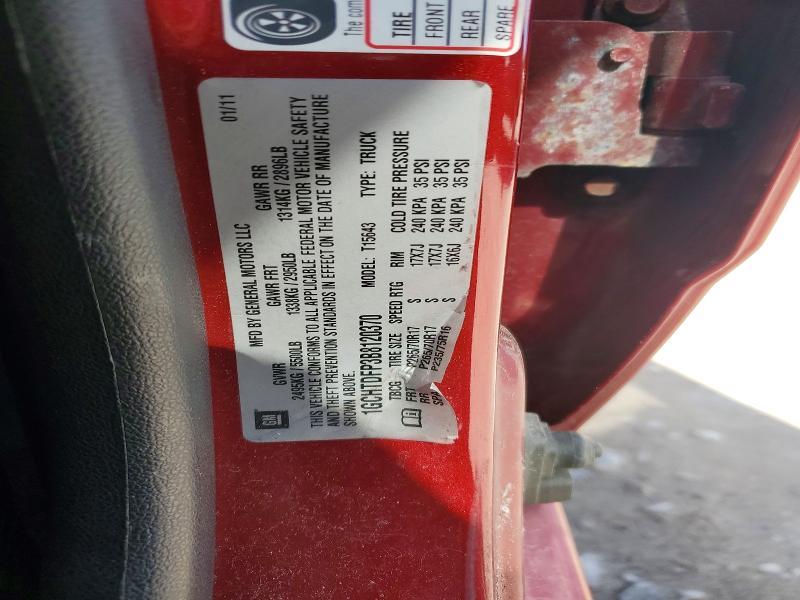 The com
TIRE
FRONT
REAR
SPARE
01/11
MFD BY GENERAL MOTORS LLC
GVWR GAWR FRT GAWR RR
2495KG / 5500LB 1338KG / 2950LB 1314KG / 2896LB
THIS VEHICLE CONFORMS TO ALL APPLICABLE FEDERAL MOTOR VEHICLE SAFETY
AND THEFT PREVENTION STANDARDS IN EFFECT ON THE DATE OF MANUFACTURE
SHOWN ABOVE.
1GCHTDFP3B8120370 MODEL: T15643 TYPE: TRUCK
TBCG TIRE SIZE SPEED RTG RIM COLD TIRE PRESSURE
FRT P265/70R17 S 17X7J 240 KPA 35 PSI
RR P265/70R17 S 17X7J 240 KPA 35 PSI
SPA P235/75R16 S 16X6J 240 KPA 35 PSI
GM